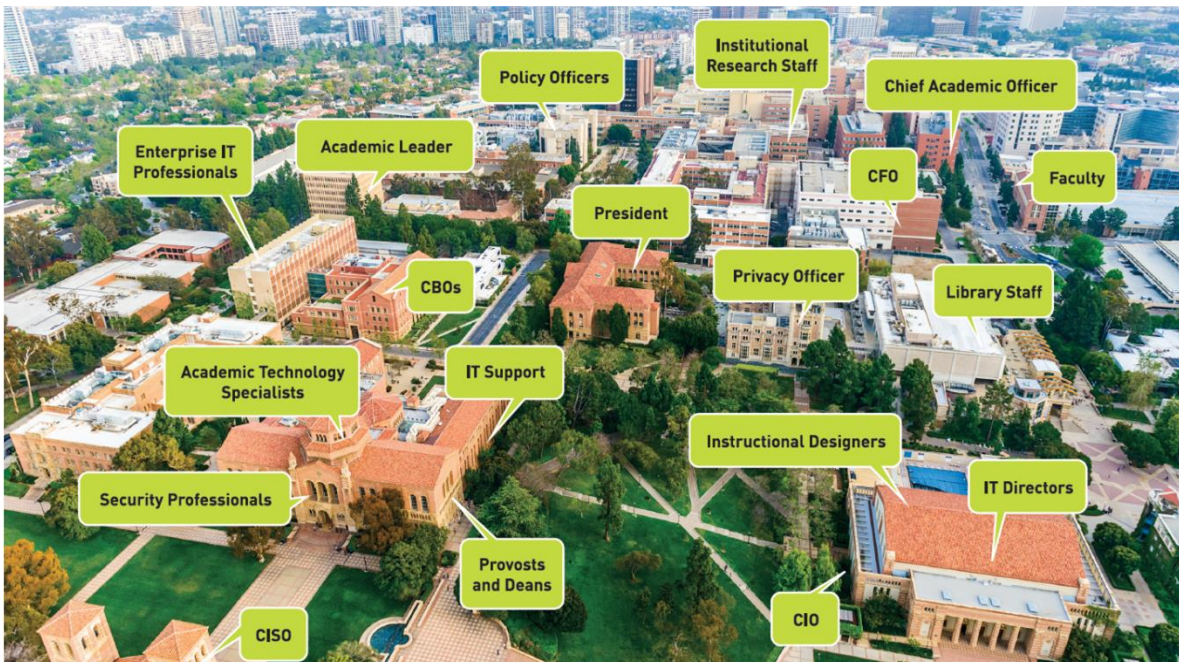 Institutional
Research Staff
Policy Officers
Chief Academic Officer
Enterprise IT
Professionals
Academic Leader
CFO
Faculty
President
CBOs
Privacy Officer
Library Staff
Academic Technology
Specialists
IT Support
Instructional Designers
Security Professionals
IT Directors
Provosts
and Deans
CISO
CIO